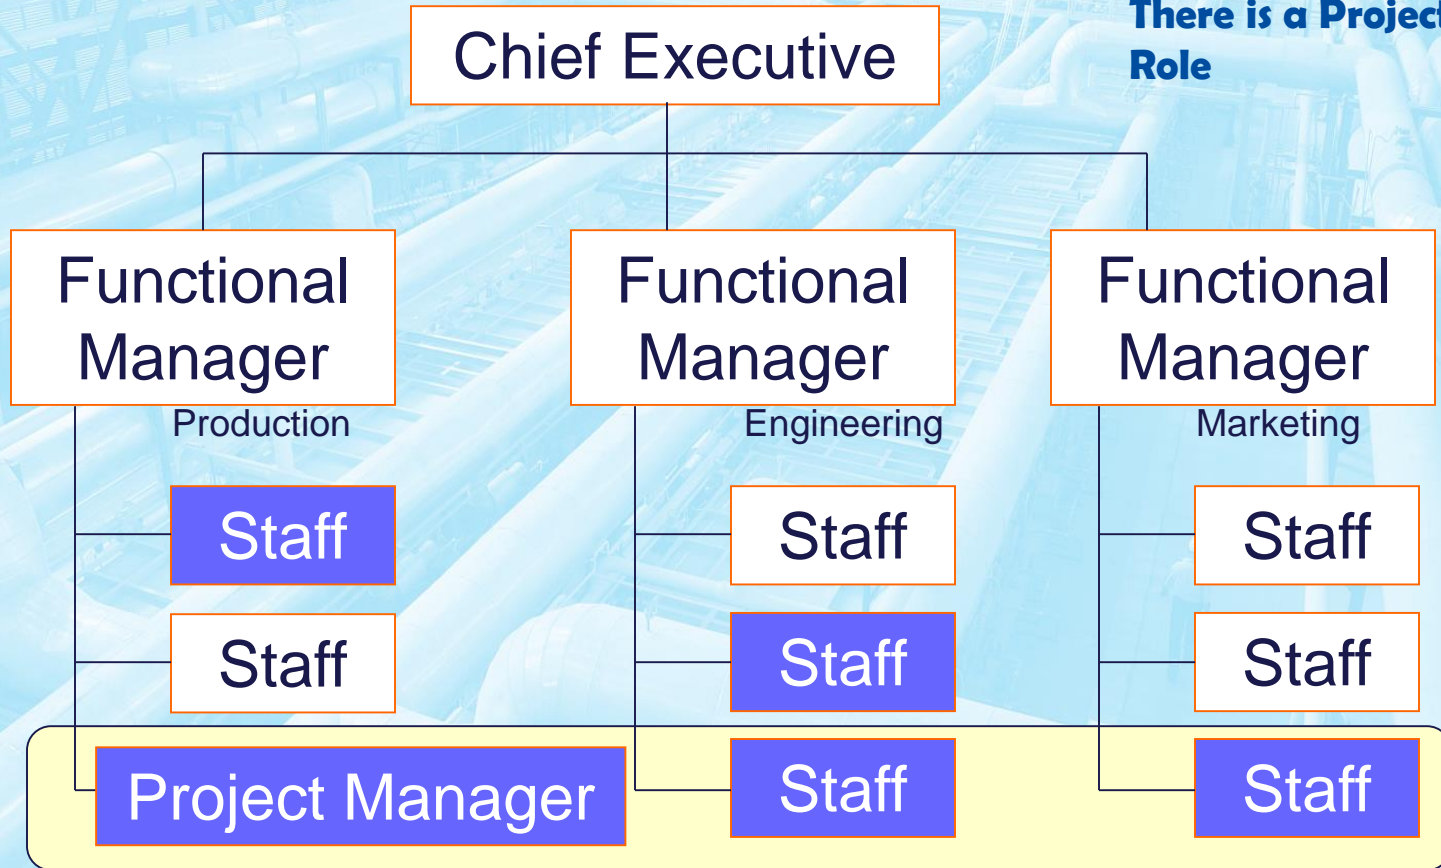 There is a Project
Role
Chief Executive
Functional
Manager
Functional
Manager
Functional
Manager
Production
Engineering
Marketing
Staff
Staff
Staff
Staff
Staff
Staff
Project Manager
Staff
Staff